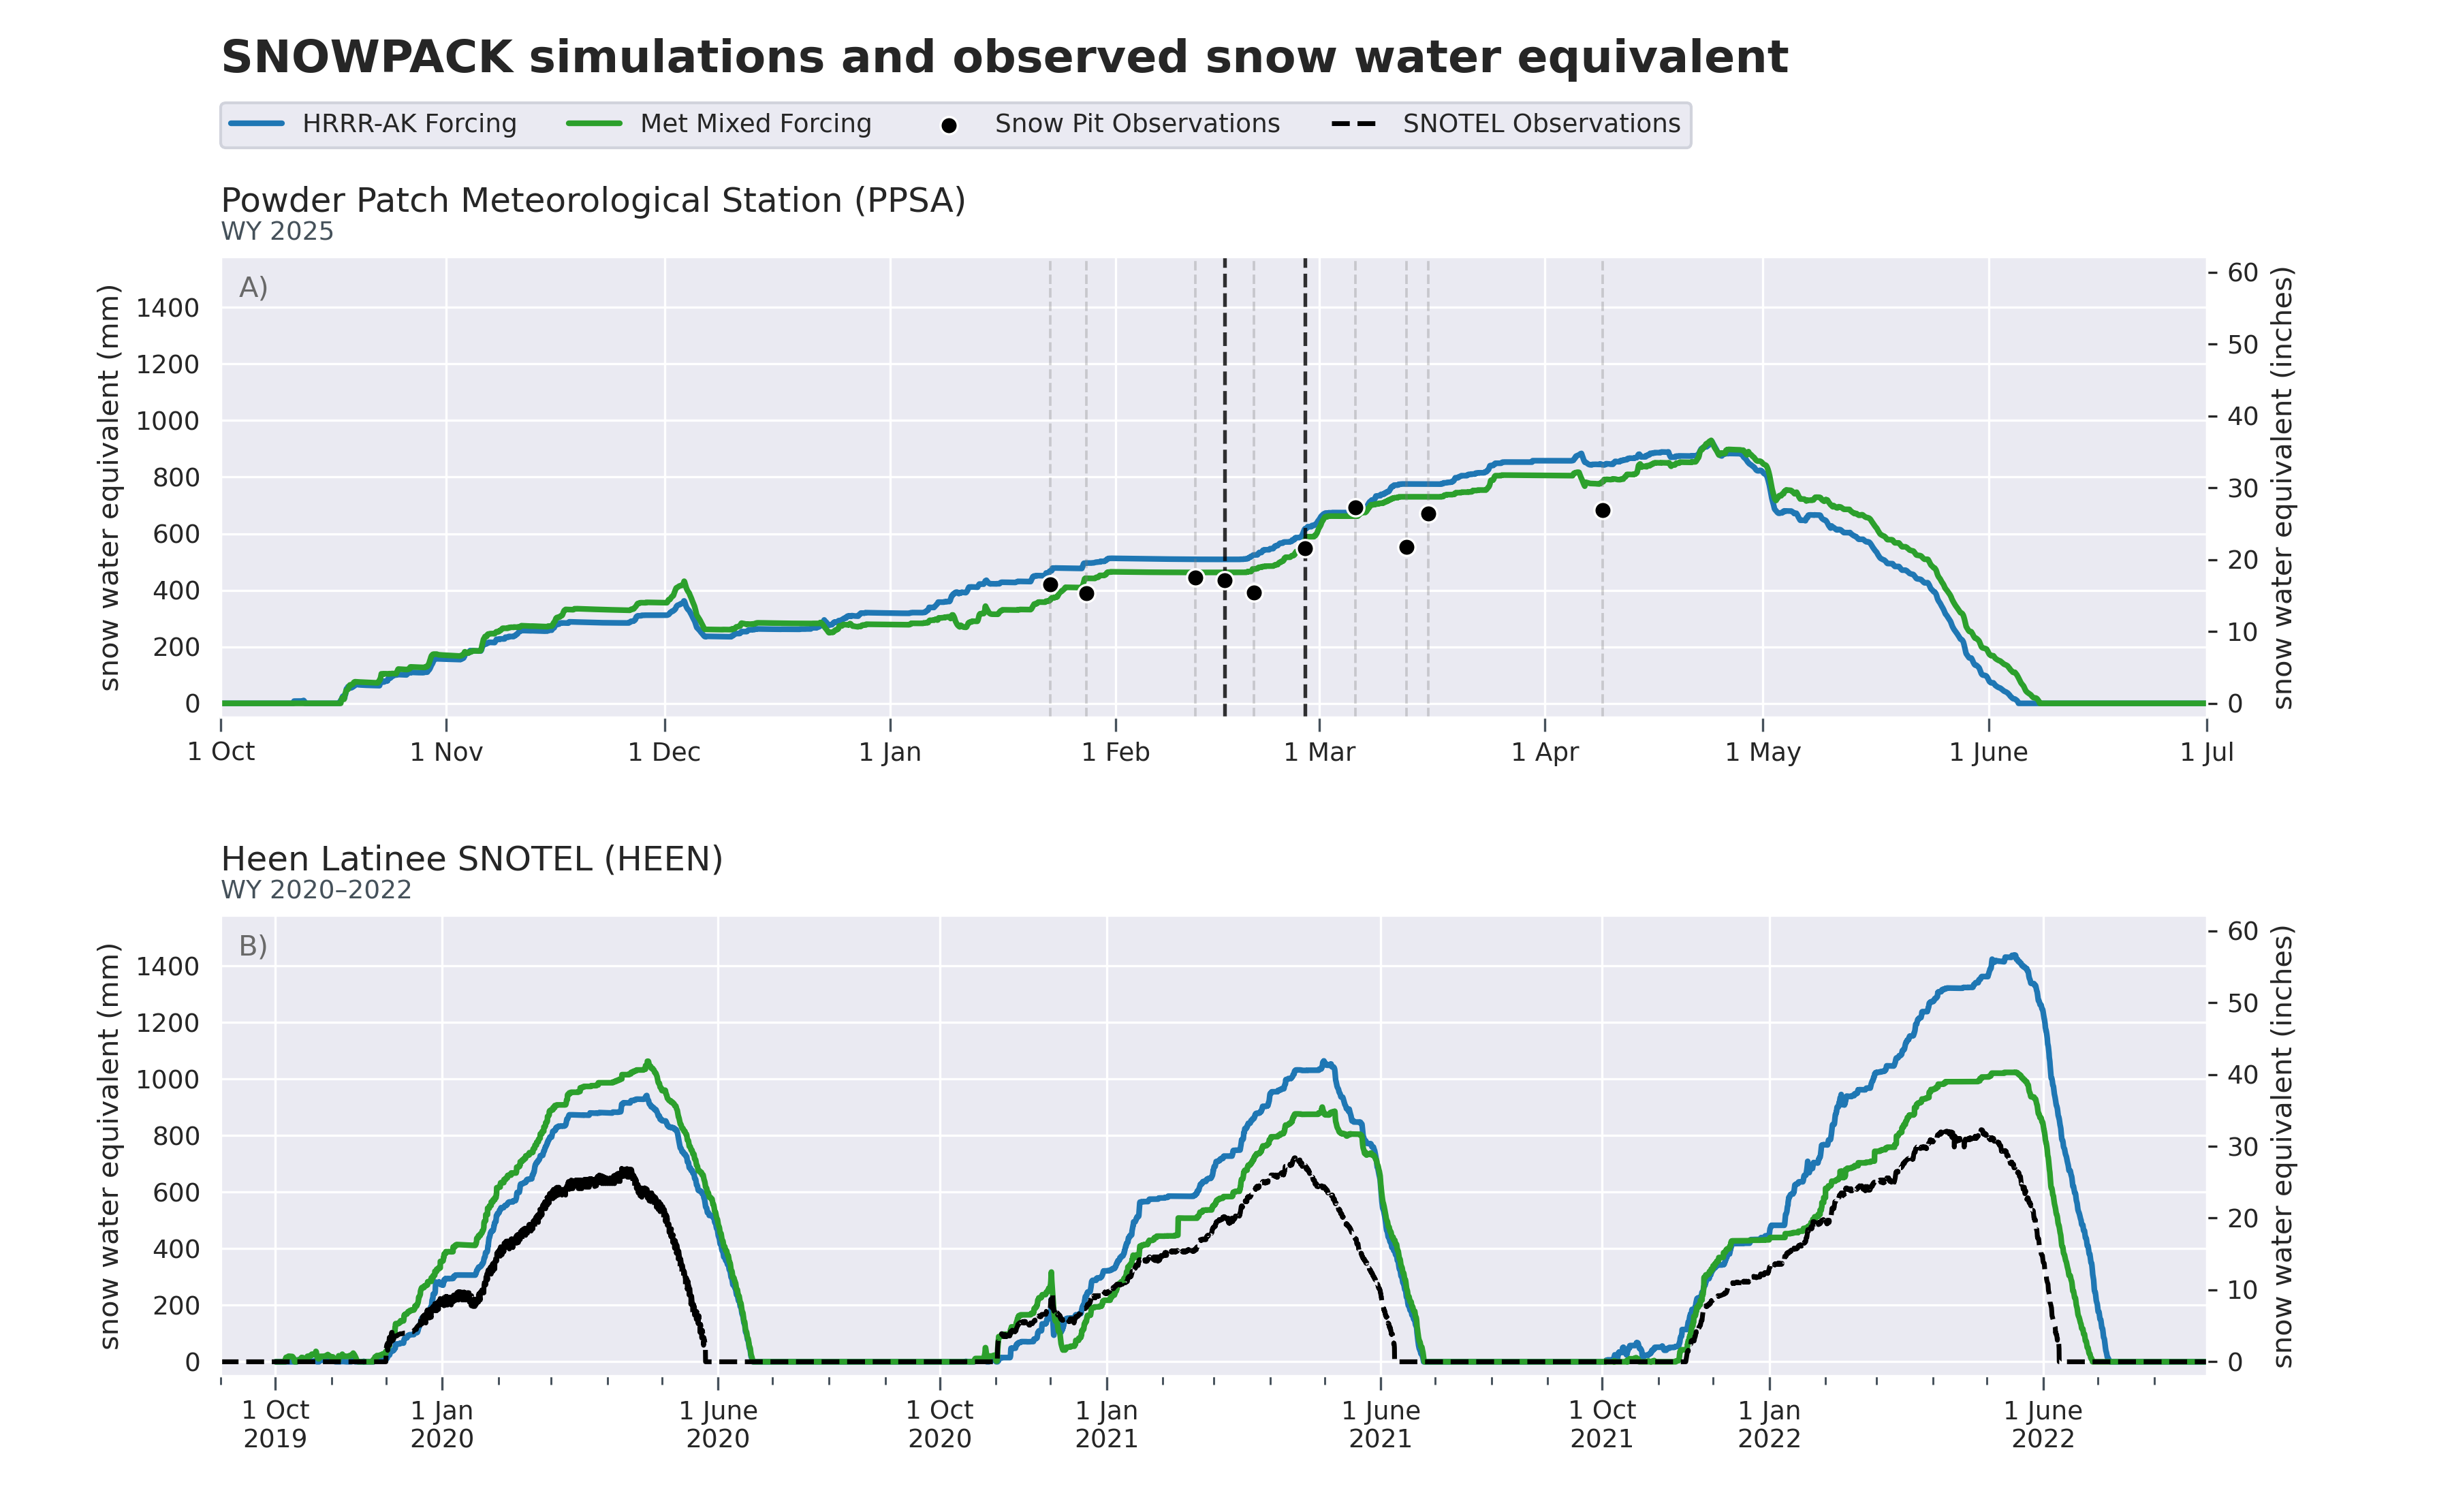 SNOWPACK simulations and observed snow water equivalent
HRRR-AK Forcing Met Mixed Forcing Snow Pit Observations SNOTEL Observations
Powder Patch Meteorological Station (PPSA)
WY 2025
A)
snow water equivalent (mm)
1400
1200
1000
800
600
400
200
0
60
50
40
30
20
10
0
snow water equivalent (inches)
1 Oct 1 Nov 1 Dec 1 Jan 1 Feb 1 Mar 1 Apr 1 May 1 June 1 Jul
Heen Latinee SNOTEL (HEEN)
WY 2020–2022
B)
snow water equivalent (mm)
1400
1200
1000
800
600
400
200
0
60
50
40
30
20
10
0
snow water equivalent (inches)
1 Oct 1 Jan 1 June 1 Oct 1 Jan 1 June 1 Oct 1 Jan 1 June
2019 2020 2020 2020 2021 2021 2021 2022 2022